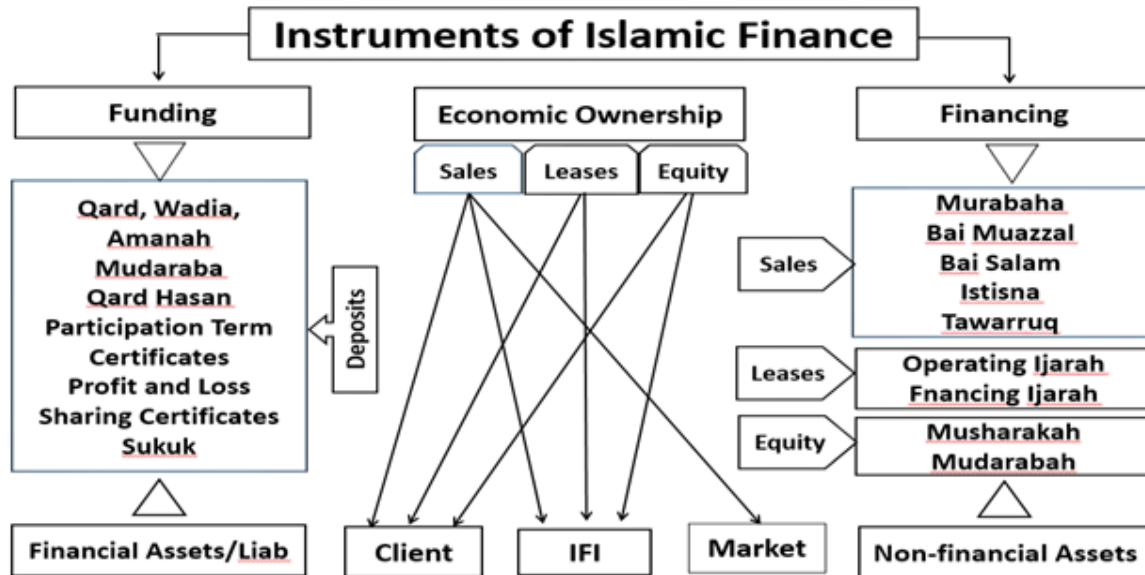 Instruments of Islamic Finance
Funding
Economic Ownership
Financing
Sales
Leases
Equity
Qard, Wadia,
Amanah
Mudaraba
Qard Hasan
Participation Term
Certificates
Profit and Loss
Sharing Certificates
Sukuk
Deposits
Sales
Murabaha
Bai Muazzal
Bai Salam
Istisna
Tawarruq
Leases
Operating Ijarah
Fnancing Ijarah
Equity
Musharakah
Mudarabah
Financial Assets/Liab
Client
IFI
Market
Non-financial Assets